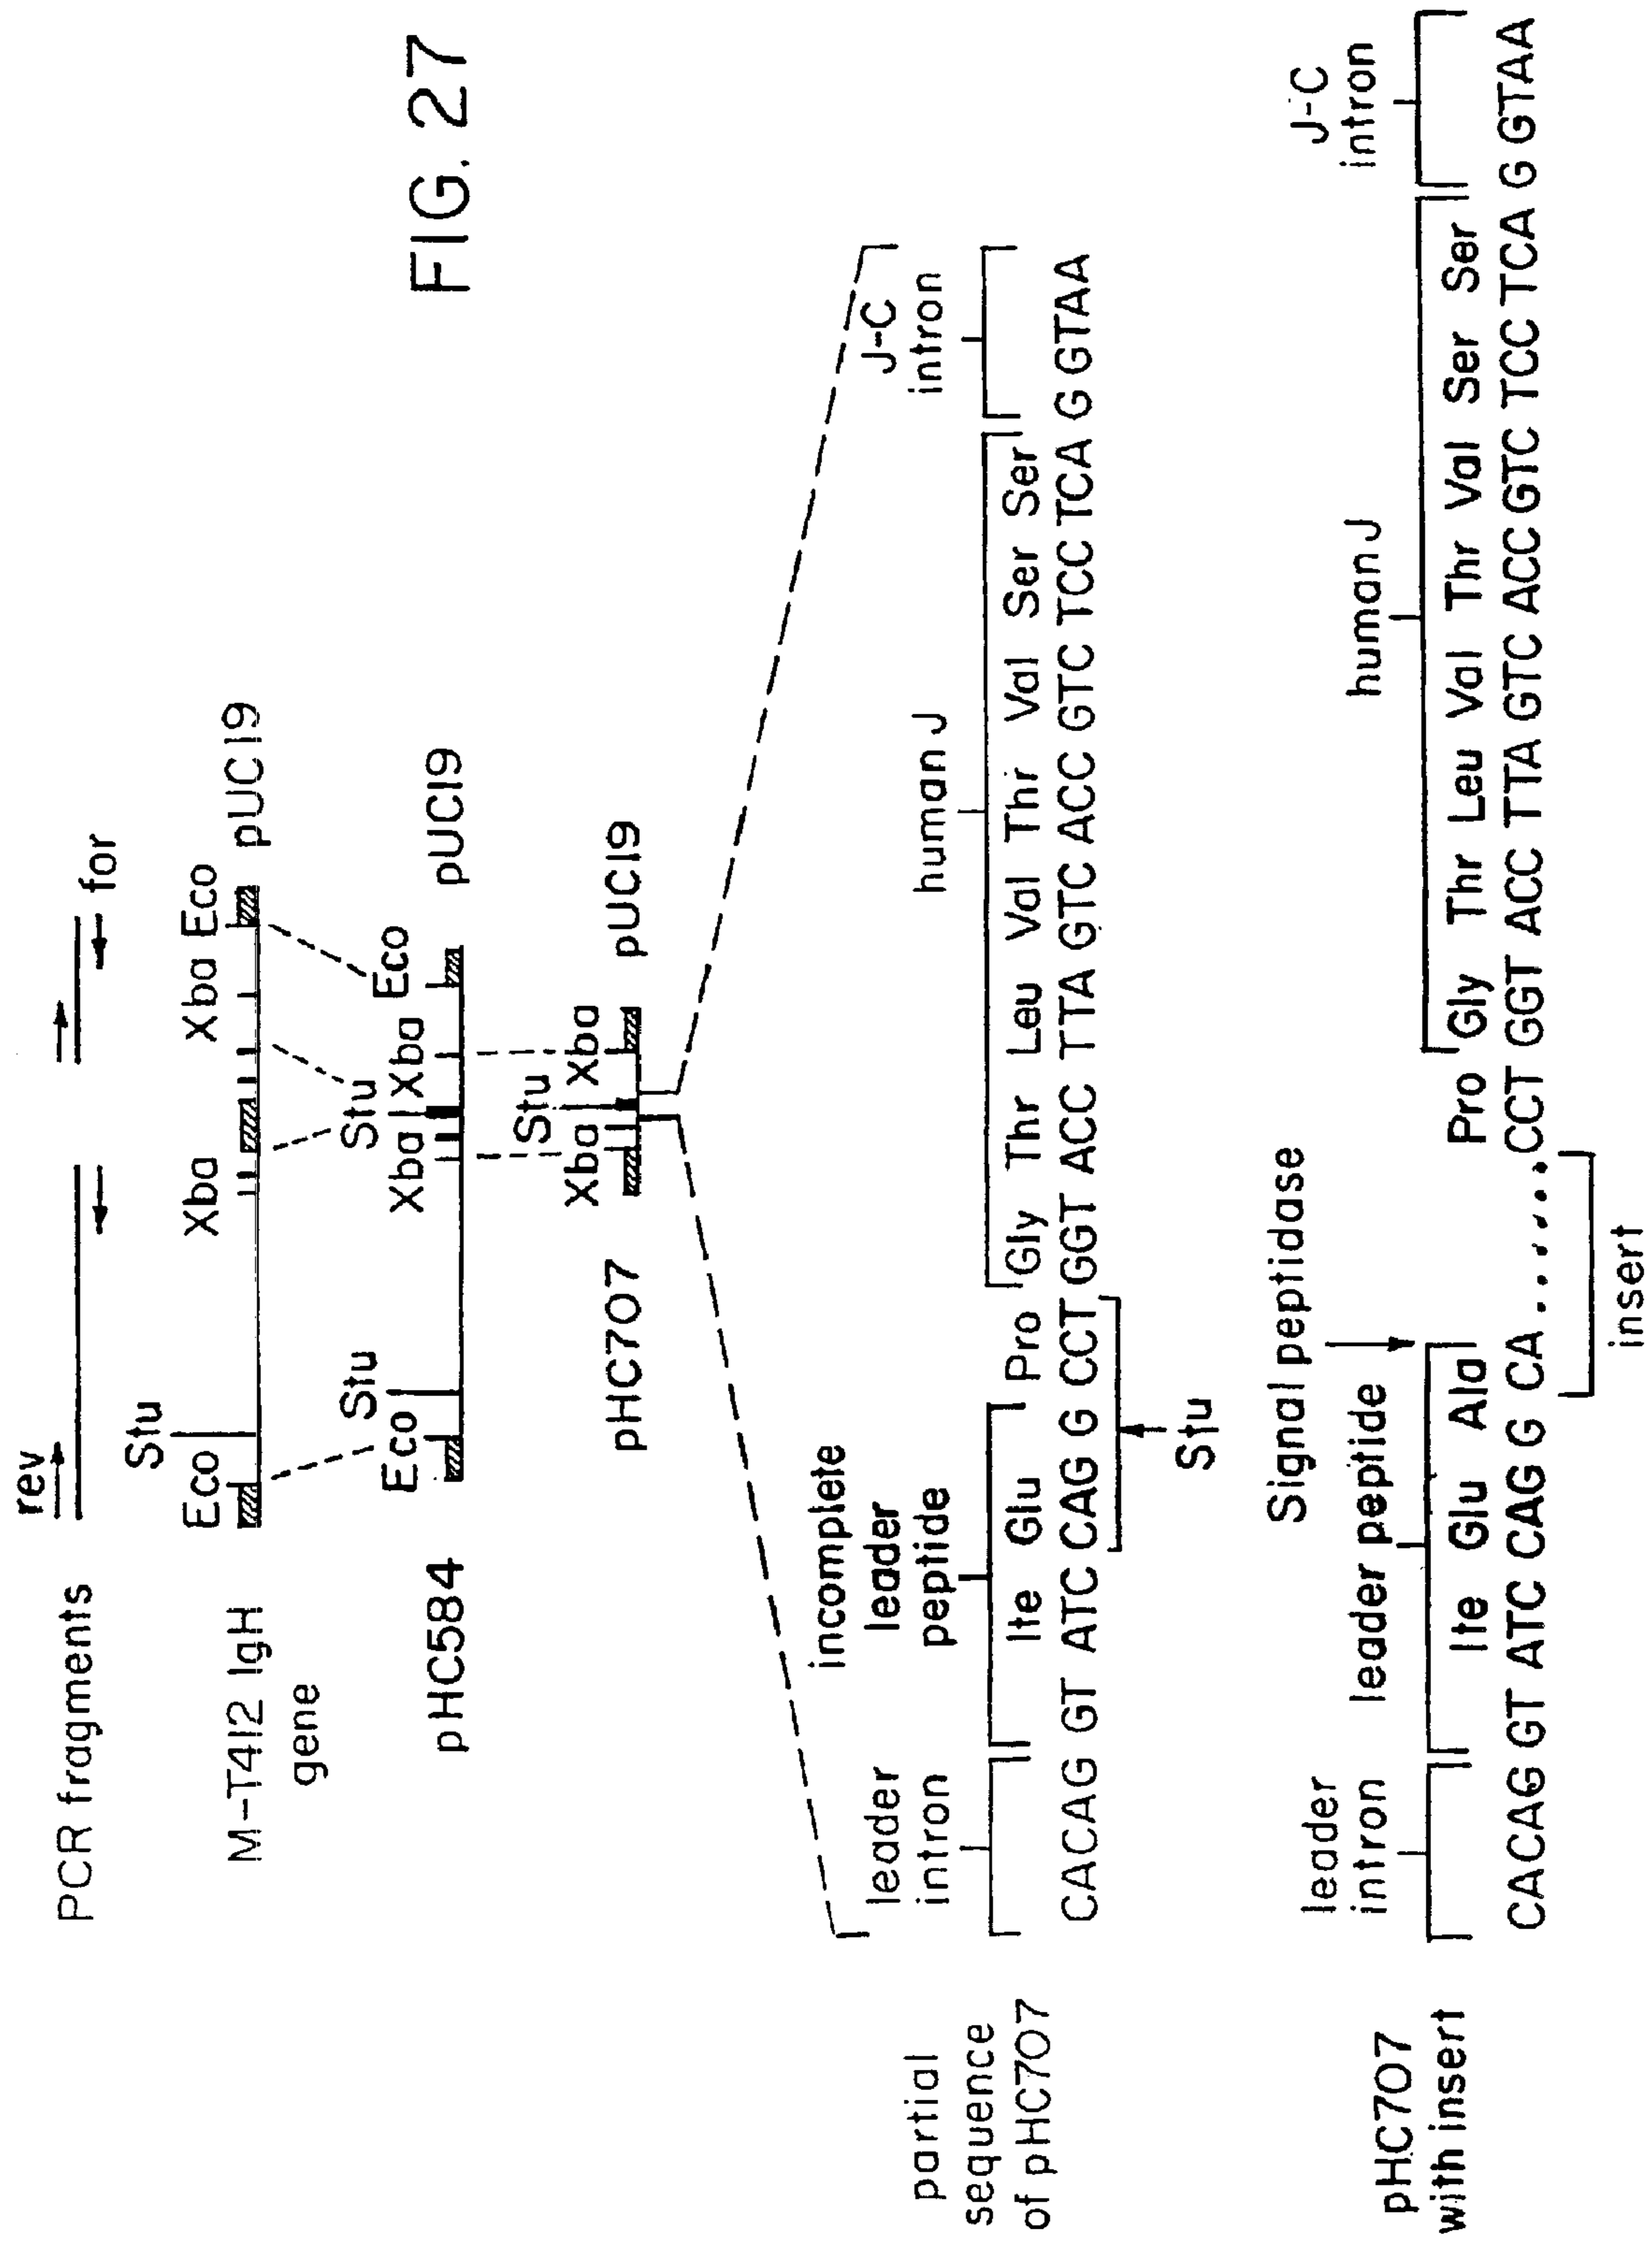 FIG. 27
PCR fragments
rev
for
M-T412 IgH
gene
Eco
Stu
Xba
Xba
Eco
pUC19
pHC584
Eco
Stu
Xba
Stu
Xba
Eco
pUC19
pHC707
Xba
Stu
Xba
pUC19
partial
sequence
of pHC707
leader
intron
incomplete
leader
peptide
human J
J-C
intron
Ite Glu Pro Gly Thr Leu Val Thr Val Ser Ser
CACAG GT ATC CAG G CCT GGT ACC TTA GTC ACC GTC TCC TCA G GTAA
Stu
pHC707
with insert
leader
intron
leader peptide
Signal peptidase
human J
J-C
intron
Ite Glu Ala Pro Gly Thr Leu Val Thr Val Ser Ser
CACAG GT ATC CAG G CA.......CCT GGT ACC TTA GTC ACC GTC TCC TCA G GTAA
insert